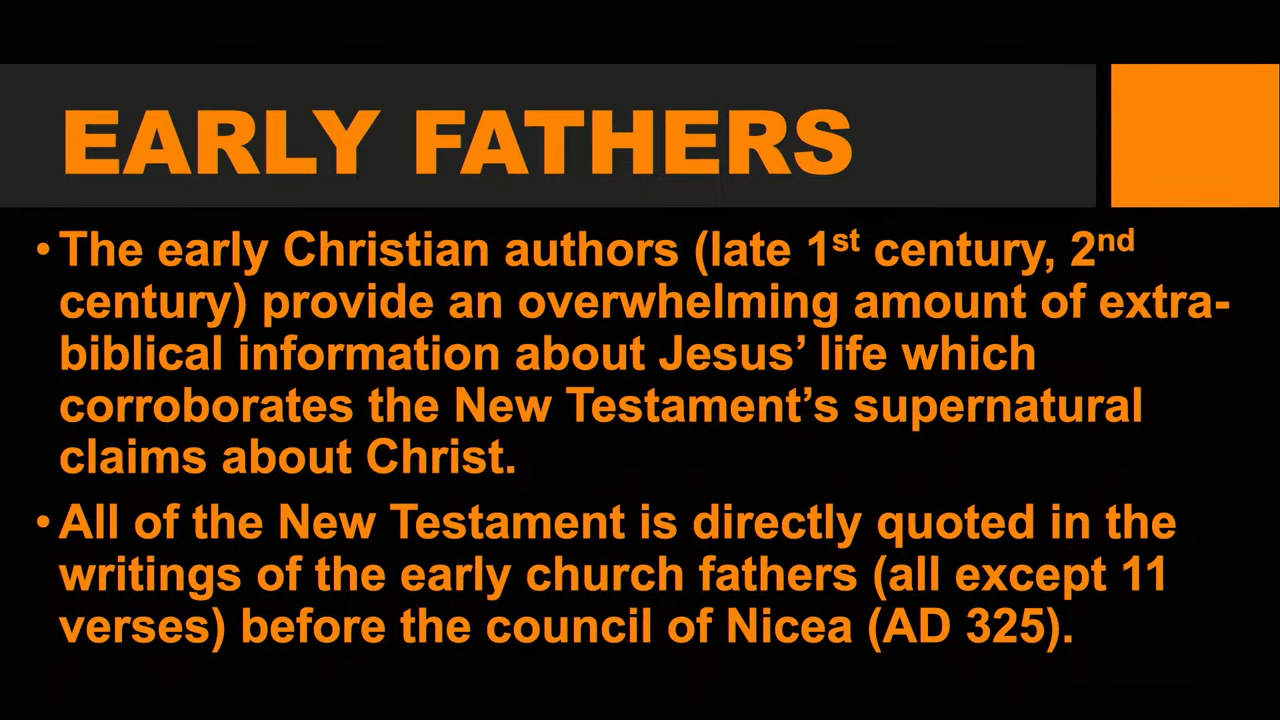 EARLY FATHERS
• The early Christian authors (late 1st century, 2nd
century) provide an overwhelming amount of extra-
biblical information about Jesus’ life which
corroborates the New Testament’s supernatural
claims about Christ.
• All of the New Testament is directly quoted in the
writings of the early church fathers (all except 11
verses) before the council of Nicea (AD 325).